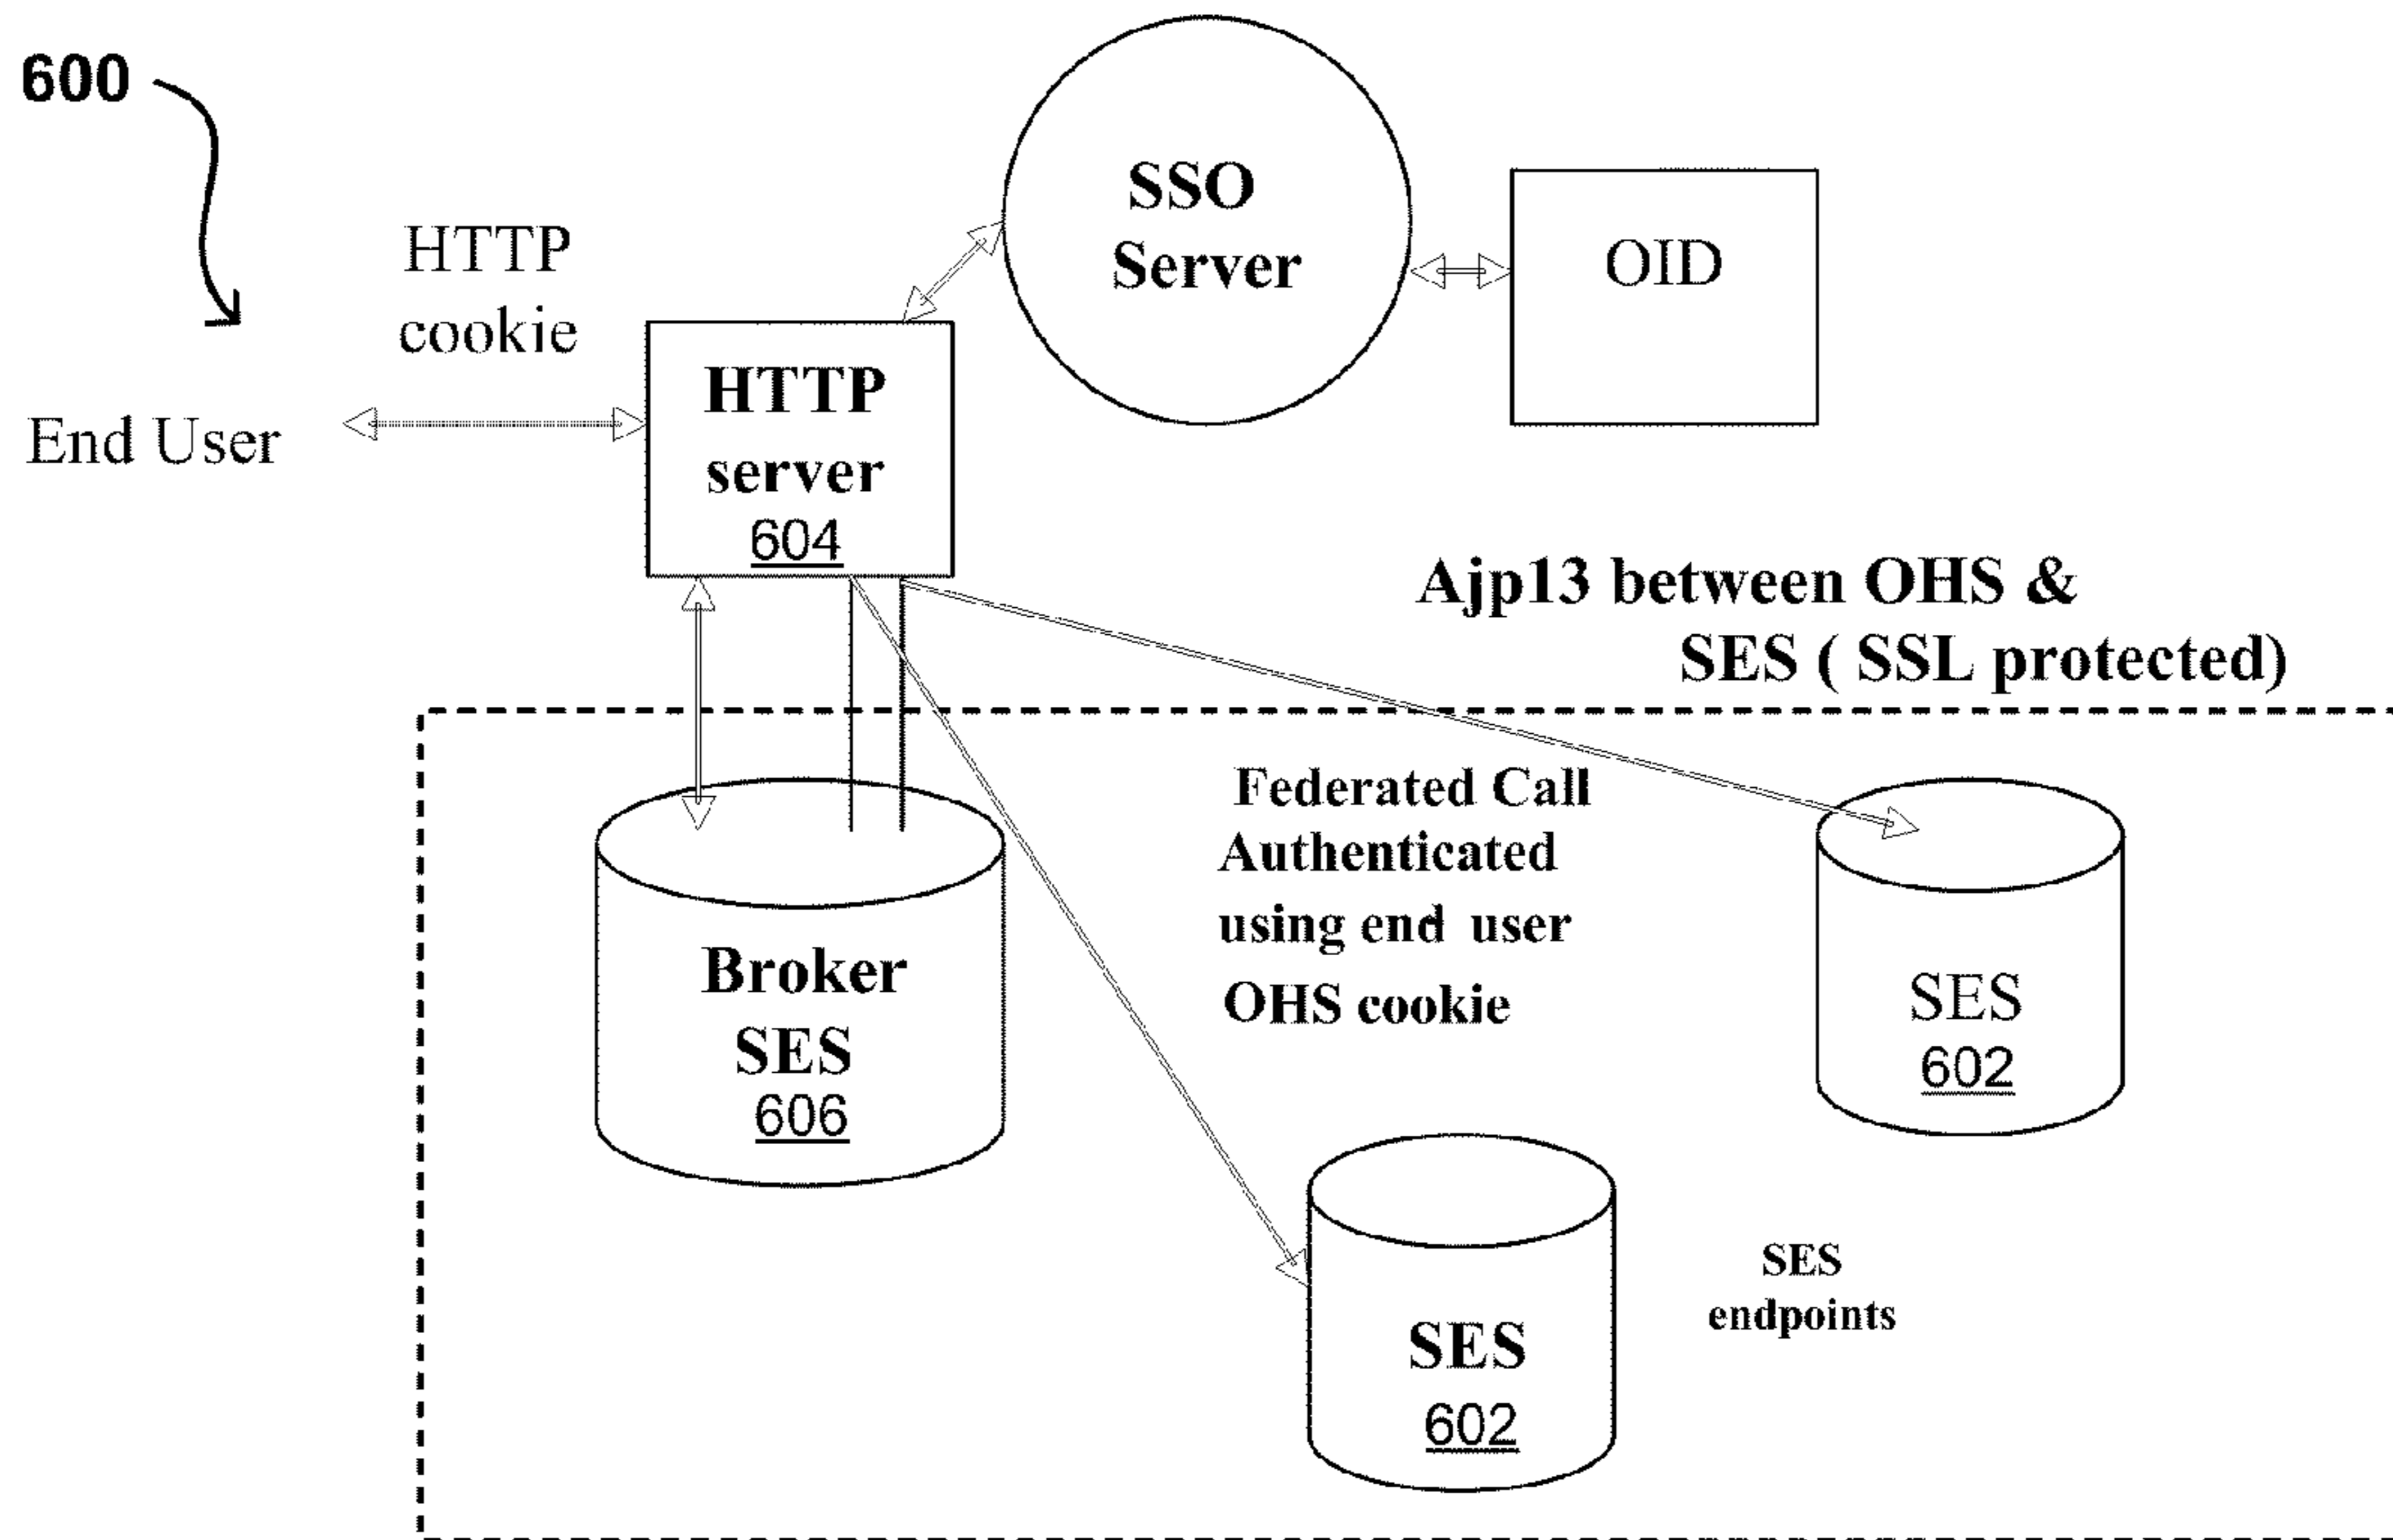 600
HTTP
cookie
End User
HTTP
server
604
SSO
Server
OID
Ajp13 between OHS &
SES ( SSL protected)
Federated Call
Authenticated
using end user
OHS cookie
Broker
SES
606
SES
602
SES
602
SES
endpoints